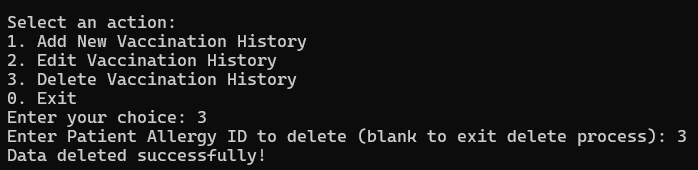 Select an action:
1. Add New Vaccination History
2. Edit Vaccination History
3. Delete Vaccination History
0. Exit
Enter your choice: 3
Enter Patient Allergy ID to delete (blank to exit delete process): 3
Data deleted successfully!